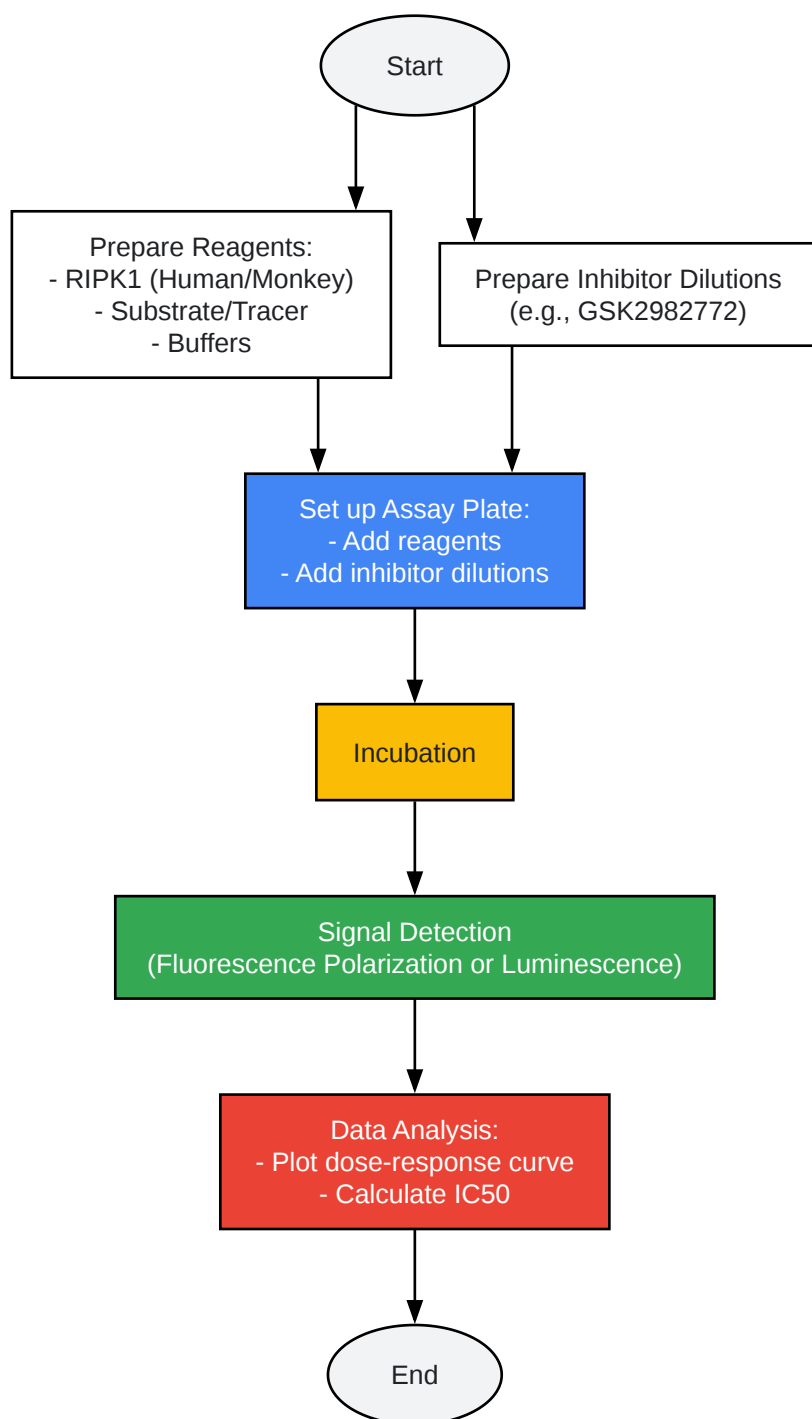 Start
Prepare Reagents:
- RIPK1 (Human/Monkey)
- Substrate/Tracer
- Buffers
Prepare Inhibitor Dilutions
(e.g., GSK2982772)
Set up Assay Plate:
- Add reagents
- Add inhibitor dilutions
Incubation
Signal Detection
(Fluorescence Polarization or Luminescence)
Data Analysis:
- Plot dose-response curve
- Calculate IC50
End